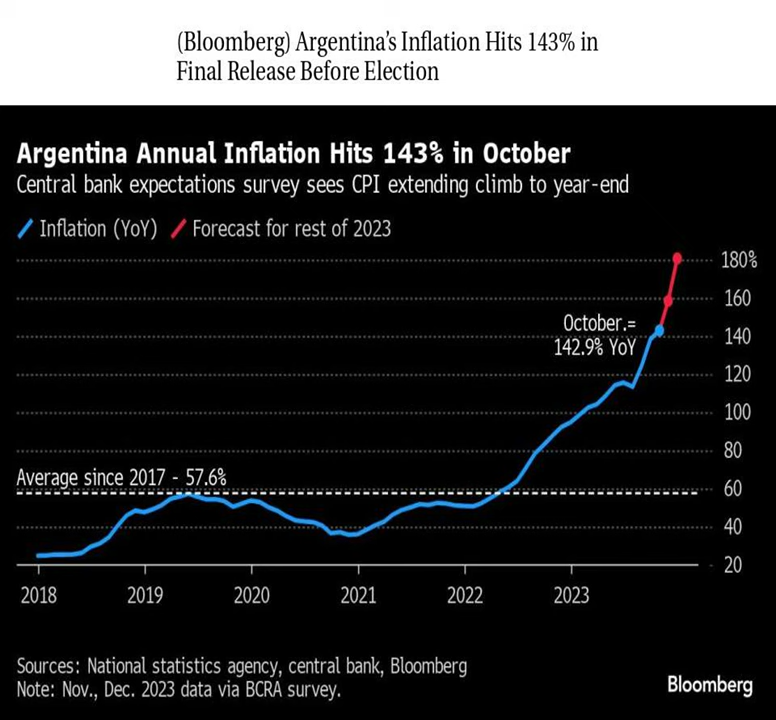 (Bloomberg) Argentina's Inflation Hits 143% in
Final Release Before Election
Argentina Annual Inflation Hits 143% in October
Central bank expectations survey sees CPI extending climb to year-end
Inflation (YoY) Forecast for rest of 2023
180%
160
October.=
142.9% YoY
140
120
100
80
Average since 2017 - 57.6%
60
40
20
2018 2019 2020 2021 2022 2023
Sources: National statistics agency, central bank, Bloomberg
Note: Nov., Dec. 2023 data via BCRA survey.
Bloomberg